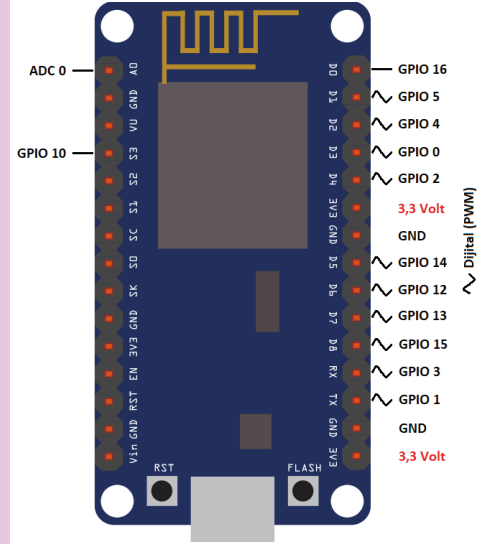 ADC 0
GPIO 10
A0
GND
VU
S3
S2
S1
SC
S0
SK
GND
3V3
EN
RST
GND
Vin
D0
D1
D2
D3
D4
3V3
GND
D5
D6
D7
D8
RX
TX
GND
3V3
GPIO 16
GPIO 5
GPIO 4
GPIO 0
GPIO 2
3,3 Volt
GND
GPIO 14
GPIO 12
GPIO 13
GPIO 15
GPIO 3
GPIO 1
GND
3,3 Volt
Dijital (PWM)
RST
FLASH